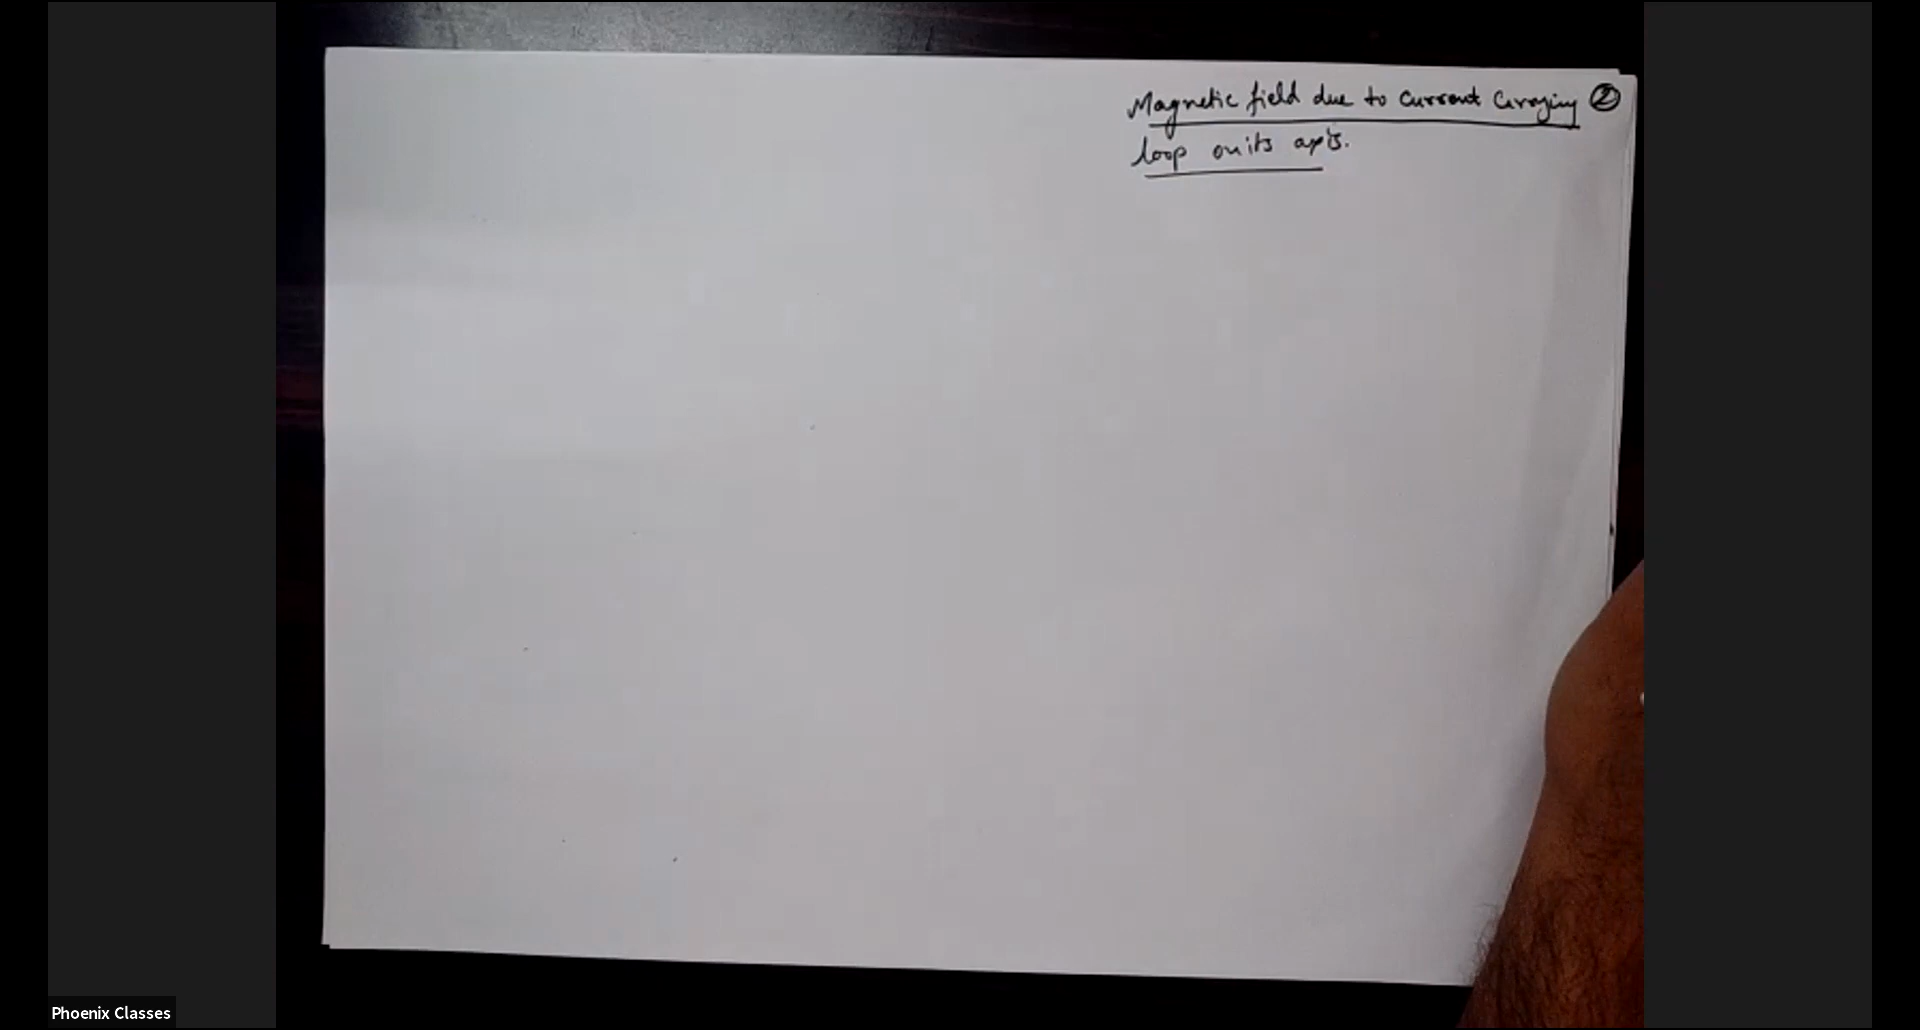 Magnetic field due to current carrying ②
loop on its axis.
Phoenix Classes